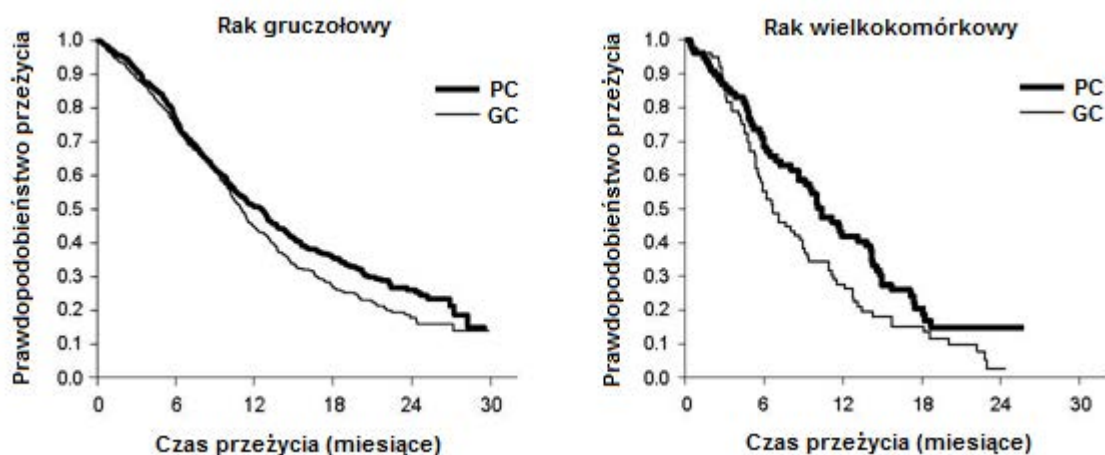 Rak gruczołowy
Prawdopodobieństwo przeżycia
1.0
0.9
0.8
0.7
0.6
0.5
0.4
0.3
0.2
0.1
0.0
PC
GC
0 6 12 18 24 30
Czas przeżycia (miesiące)
Rak wielkokomórkowy
Prawdopodobieństwo przeżycia
1.0
0.9
0.8
0.7
0.6
0.5
0.4
0.3
0.2
0.1
0.0
PC
GC
0 6 12 18 24 30
Czas przeżycia (miesiące)